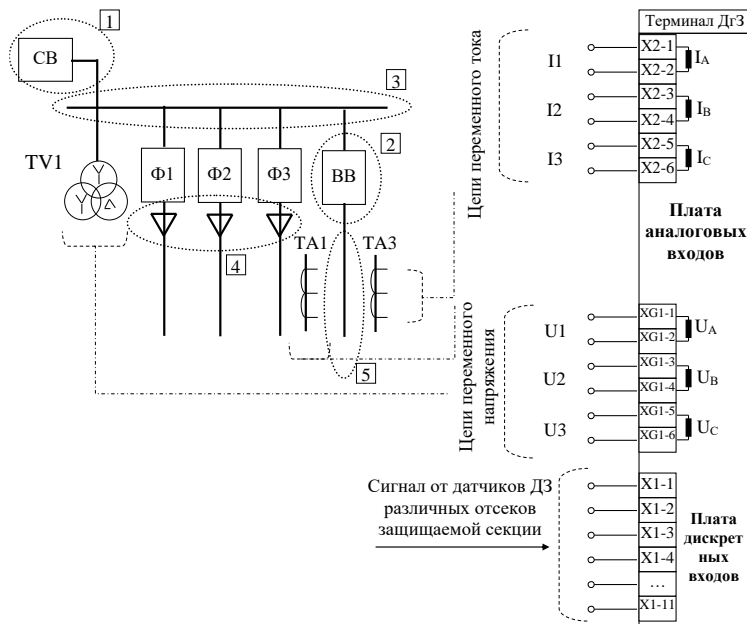 1
СВ
3
2
TV1
Ф1
Ф2
Ф3
ВВ
4
ТА1
ТА3
5
Цепи переменного тока
I1
I2
I3
Цепи переменного
напряжения
U1
U2
U3
Сигнал от датчиков ДЗ
различных отсеков
защищаемой секции
Терминал ДгЗ
X2-1
X2-2
X2-3
X2-4
X2-5
X2-6
IA
IB
IC
Плата
аналоговых
входов
XG1-1
XG1-2
XG1-3
XG1-4
XG1-5
XG1-6
UA
UB
UC
X1-1
X1-2
X1-3
X1-4
...
X1-11
Плата
дискрет
ных
входов